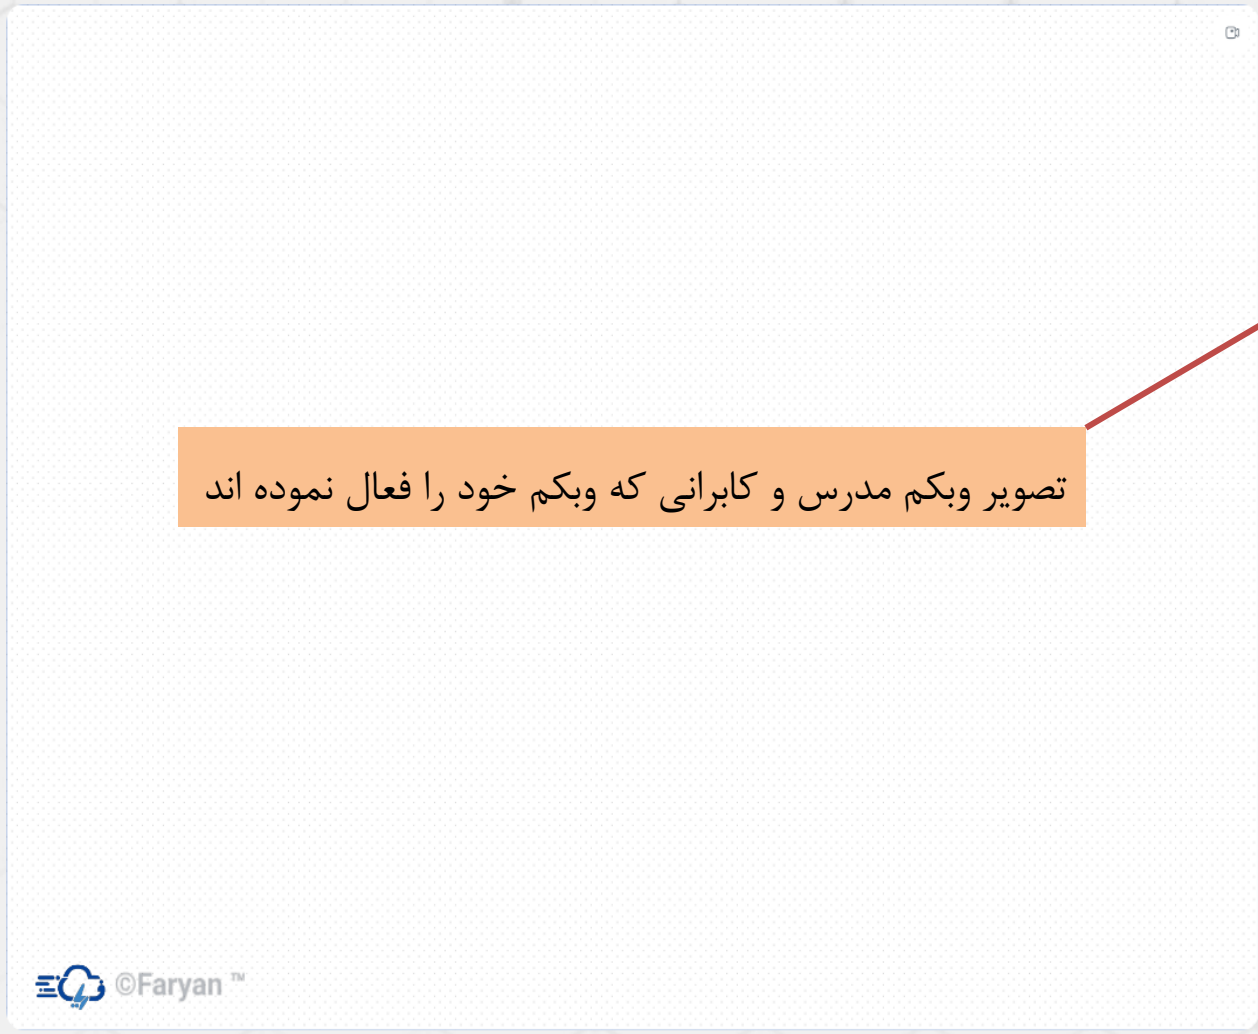 تصویر وبکم مدرس و کابرانی که وبکم خود را فعال نموده اند
©Faryan ™